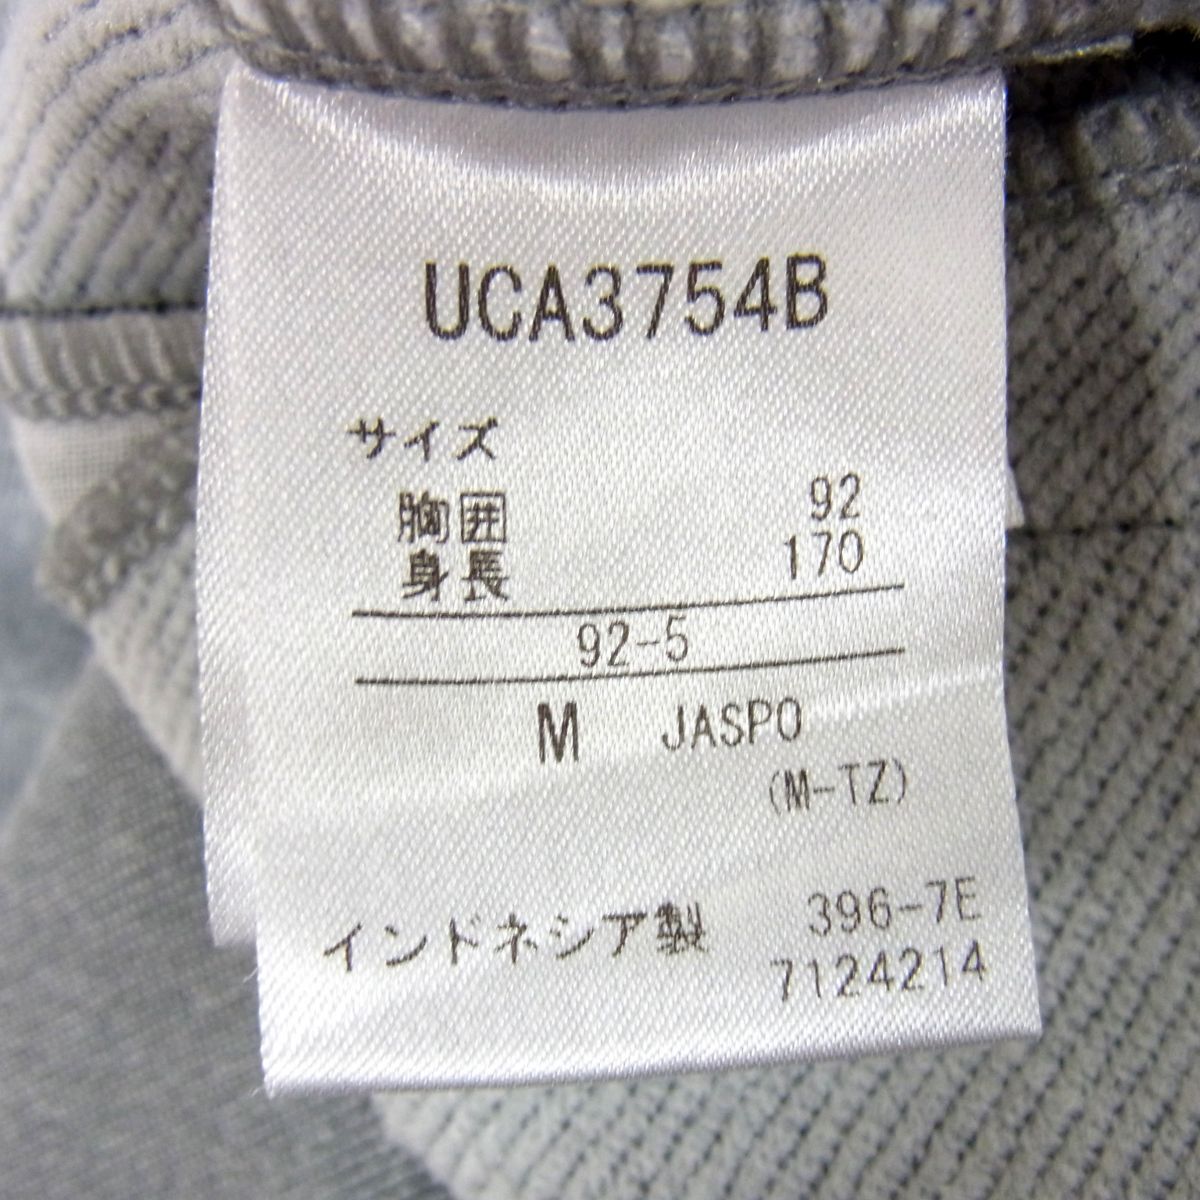 UCA3754B
サイズ
胸囲 92
身長 170
92-5
M JASPO
(M-TZ)
インドネシア製 396-7E
7124214